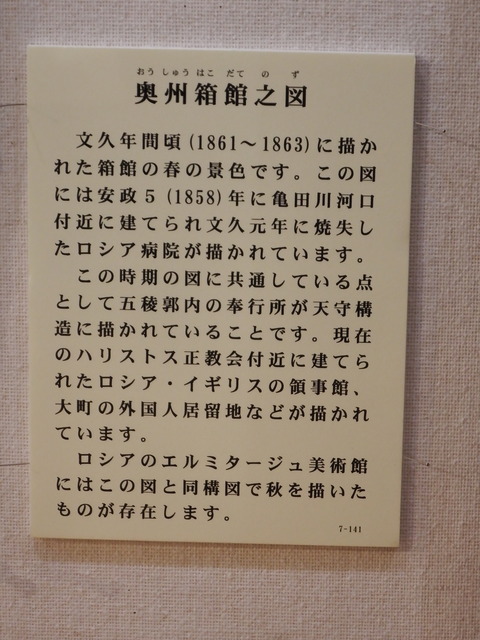 おうしゅうはこだてのず
奥州箱館之図
文久年間頃(1861〜1863)に描か
れた箱館の春の景色です。この図
には安政5(1858)年に亀田川河口
付近に建てられ文久元年に焼失し
たロシア病院が描かれています。
この時期の図に共通している点
として五稜郭内の奉行所が天守構
造に描かれていることです。現在
のハリストス正教会付近に建てら
れたロシア・イギリスの領事館、
大町の外国人居留地などが描かれ
ています。
ロシアのエルミタージュ美術館
にはこの図と同構図で秋を描いた
ものが存在します。
7-141